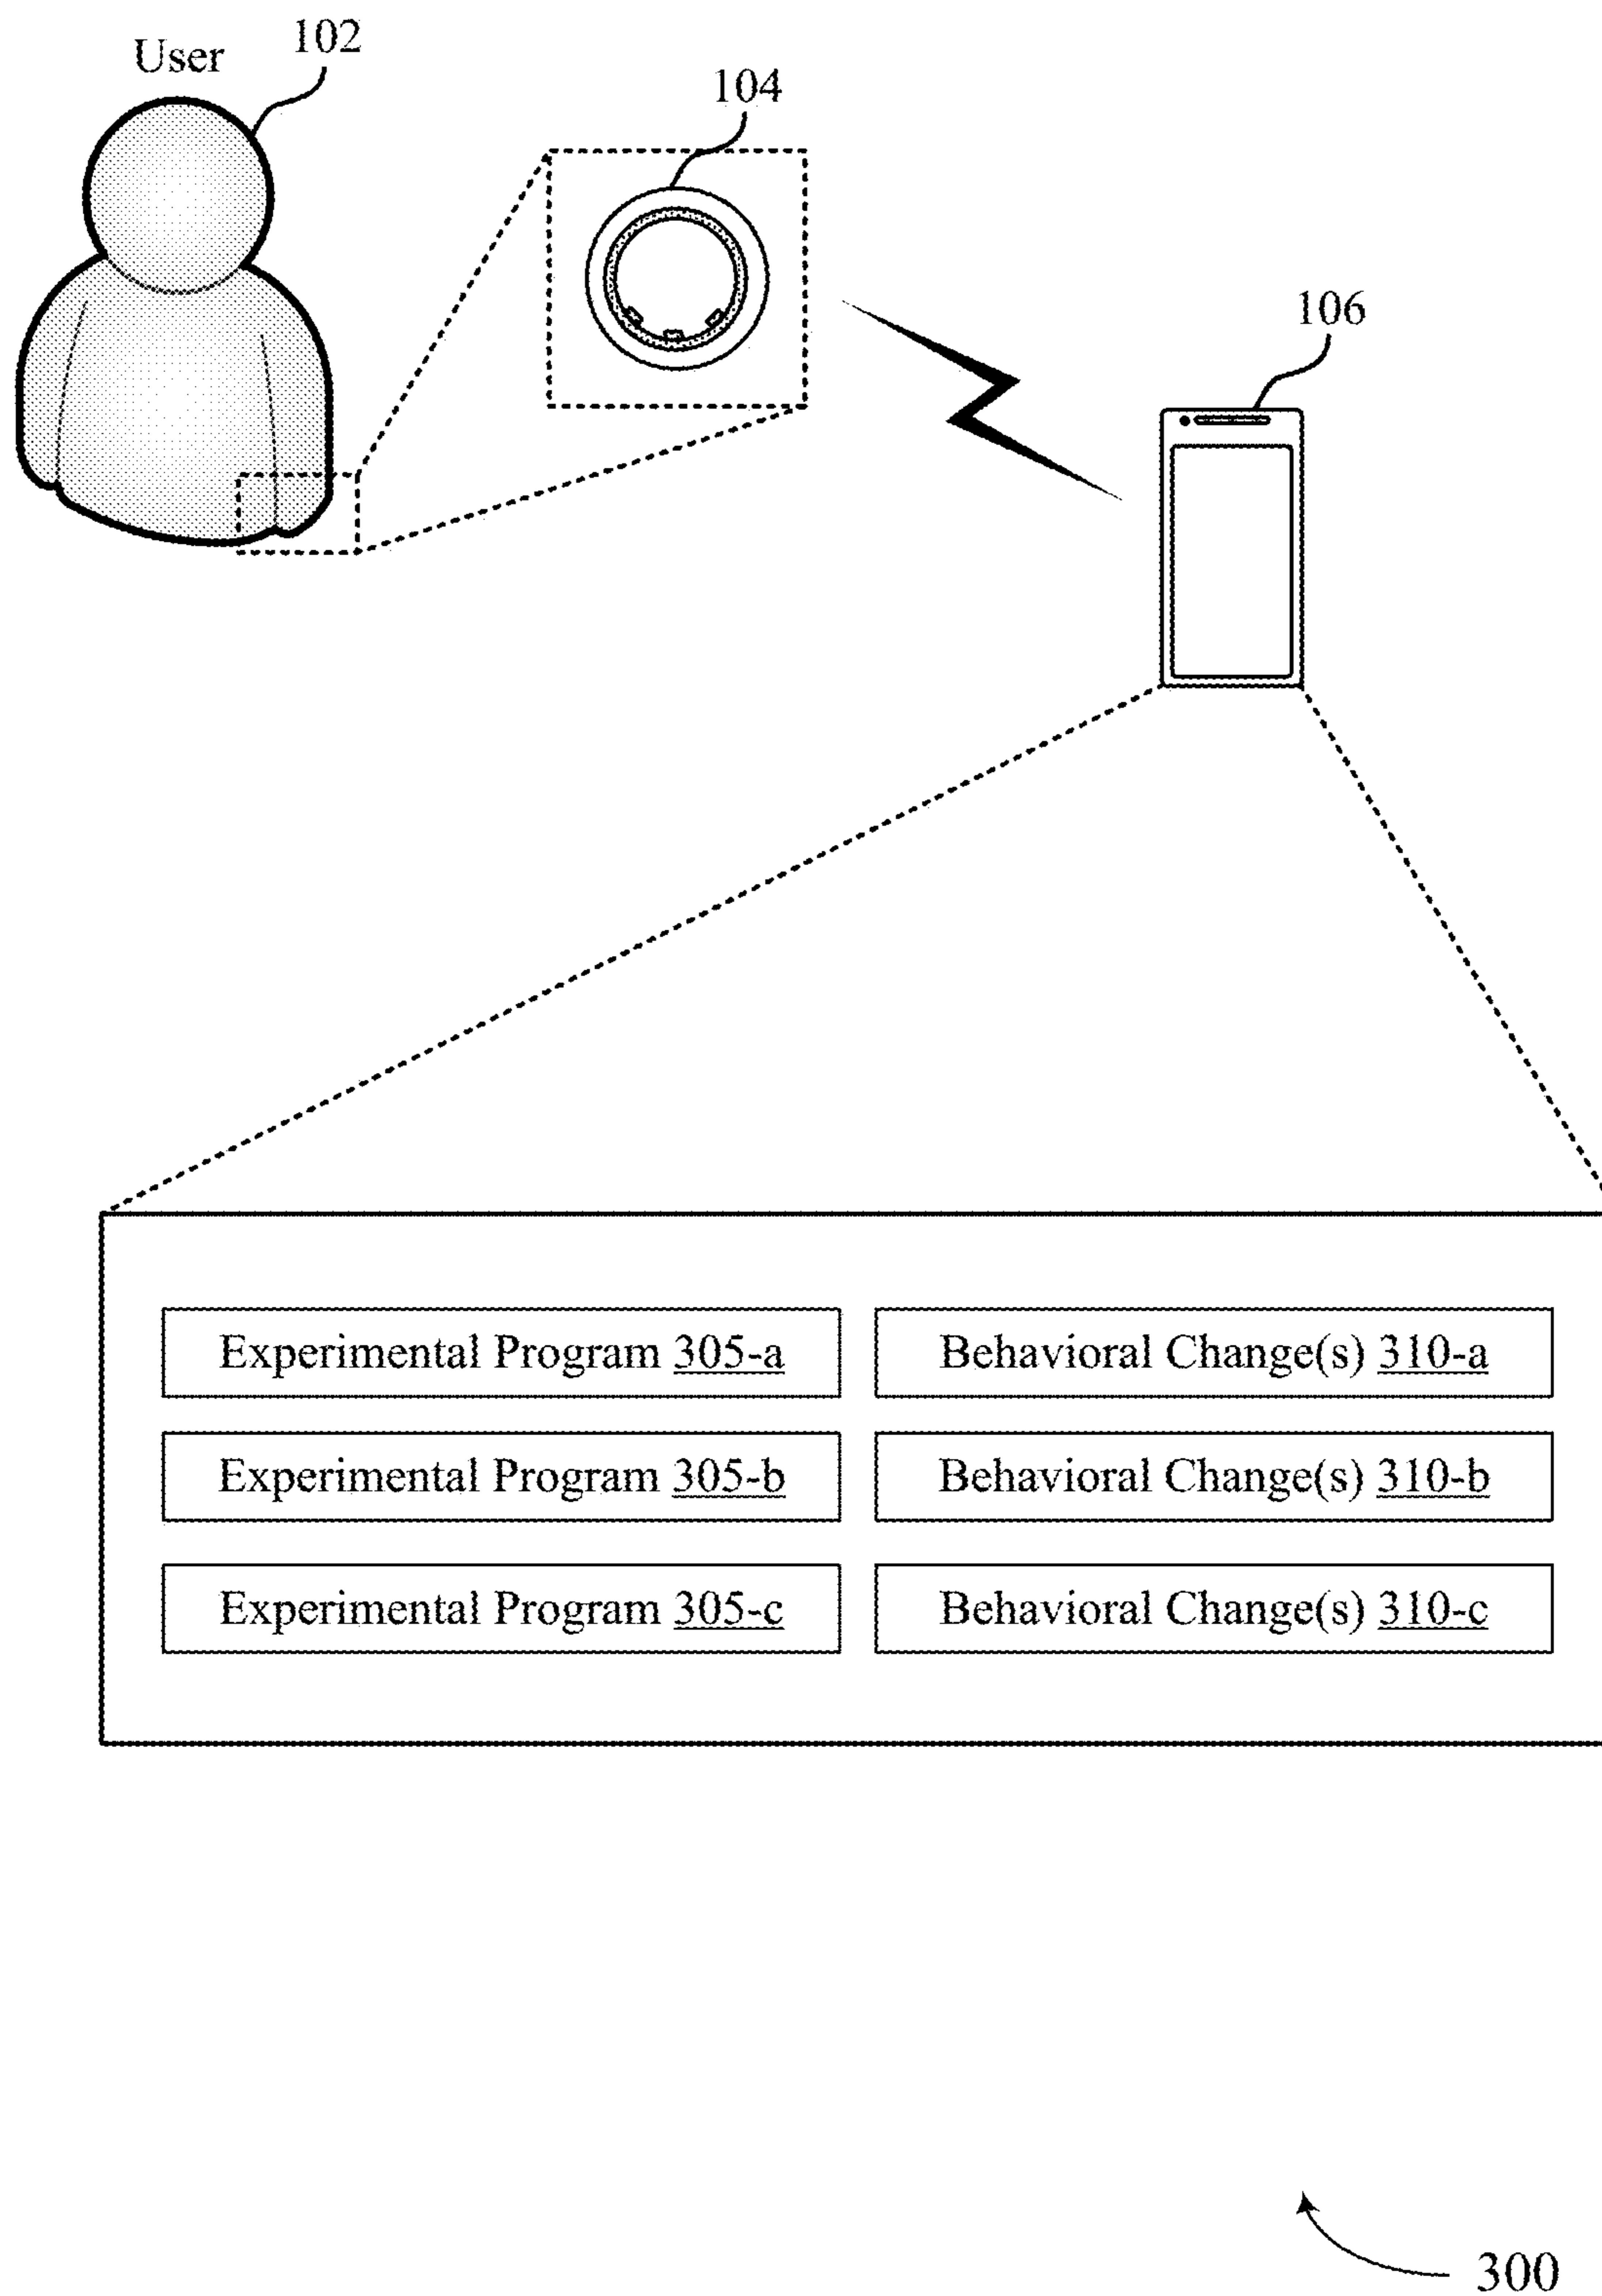 User
102
104
106
Experimental Program 305-a
Behavioral Change(s) 310-a
Experimental Program 305-b
Behavioral Change(s) 310-b
Experimental Program 305-c
Behavioral Change(s) 310-c
300